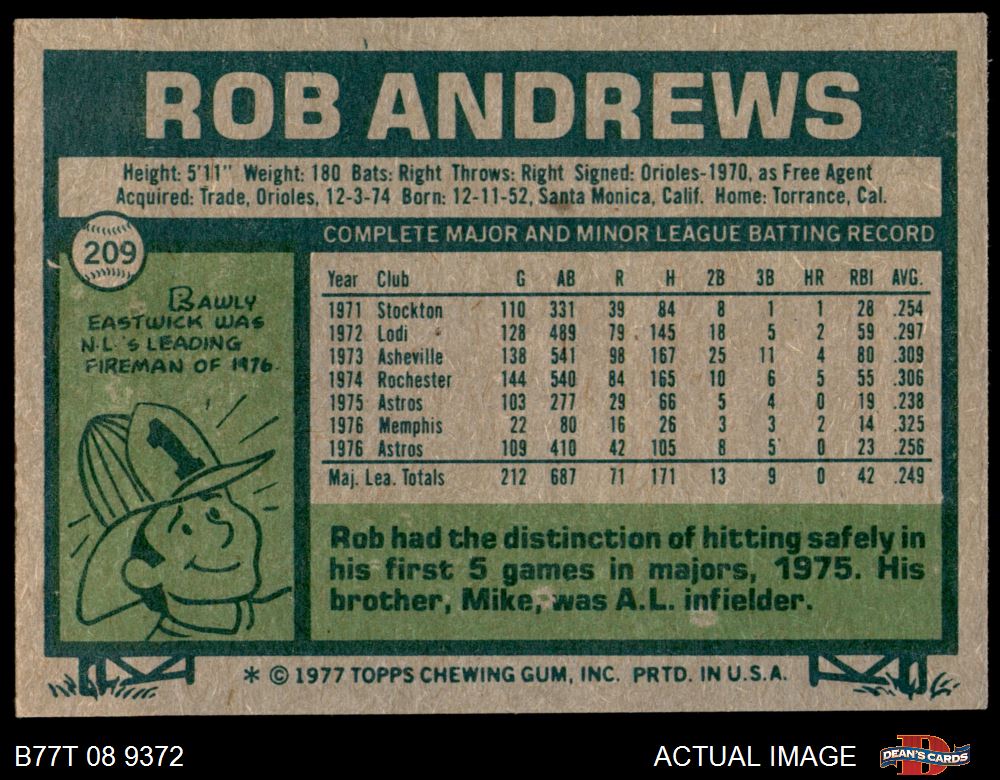 ROB ANDREWS
Height: 5'11" Weight: 180 Bats: Right Throws: Right Signed: Orioles-1970, as Free Agent
Acquired: Trade, Orioles, 12-3-74 Born: 12-11-52, Santa Monica, Calif. Home: Torrance, Cal.
209
RAWLY
EASTWICK WAS
N.L.'S LEADING
FIREMAN OF 1976.
1
COMPLETE MAJOR AND MINOR LEAGUE BATTING RECORD
Year Club G AB R H 2B 3B HR RBI AVG.
1971 Stockton 110 331 39 84 8 1 1 28 .254
1972 Lodi 128 489 79 145 18 5 2 59 .297
1973 Asheville 138 541 98 167 25 11 4 80 .309
1974 Rochester 144 540 84 165 10 6 5 55 .306
1975 Astros 103 277 29 66 5 4 0 19 .238
1976 Memphis 22 80 16 26 3 3 2 14 .325
1976 Astros 109 410 42 105 8 5 0 23 .256
Maj. Lea. Totals 212 687 71 171 13 9 0 42 .249
Rob had the distinction of hitting safely in
his first 5 games in majors, 1975. His
brother, Mike, was A.L. infielder.
* © 1977 TOPPS CHEWING GUM, INC. PRTD. IN U.S.A.
B77T 08 9372
ACTUAL IMAGE
D
DEAN'S CARDS